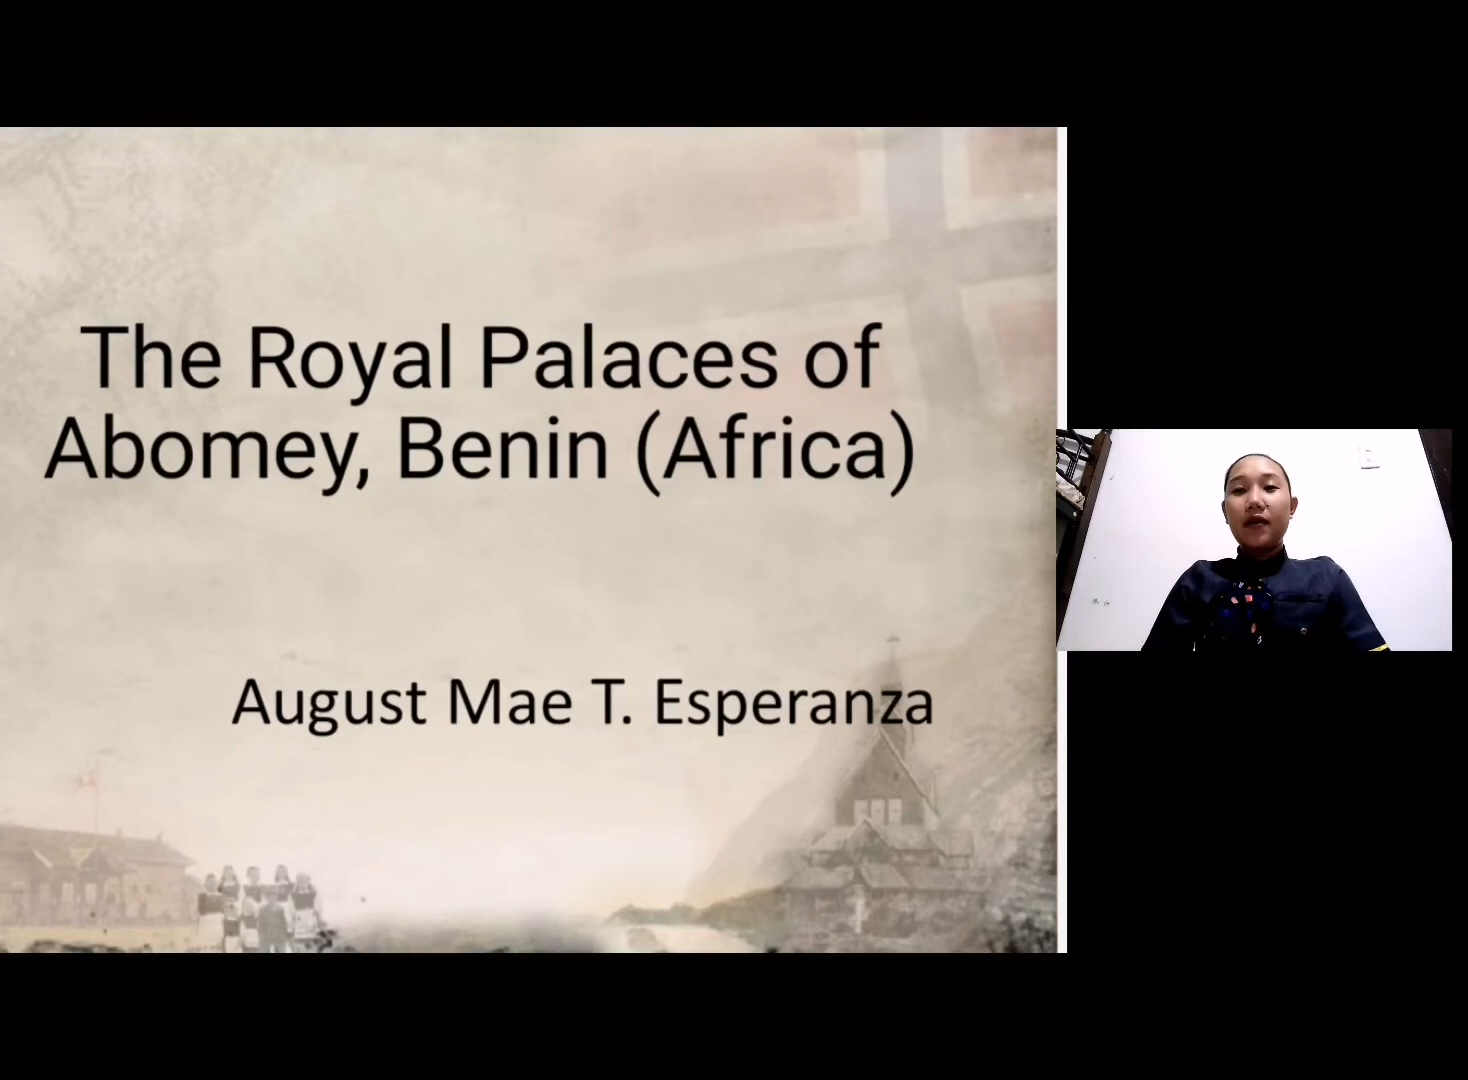 The Royal Palaces of
Abomey, Benin (Africa)
August Mae T. Esperanza